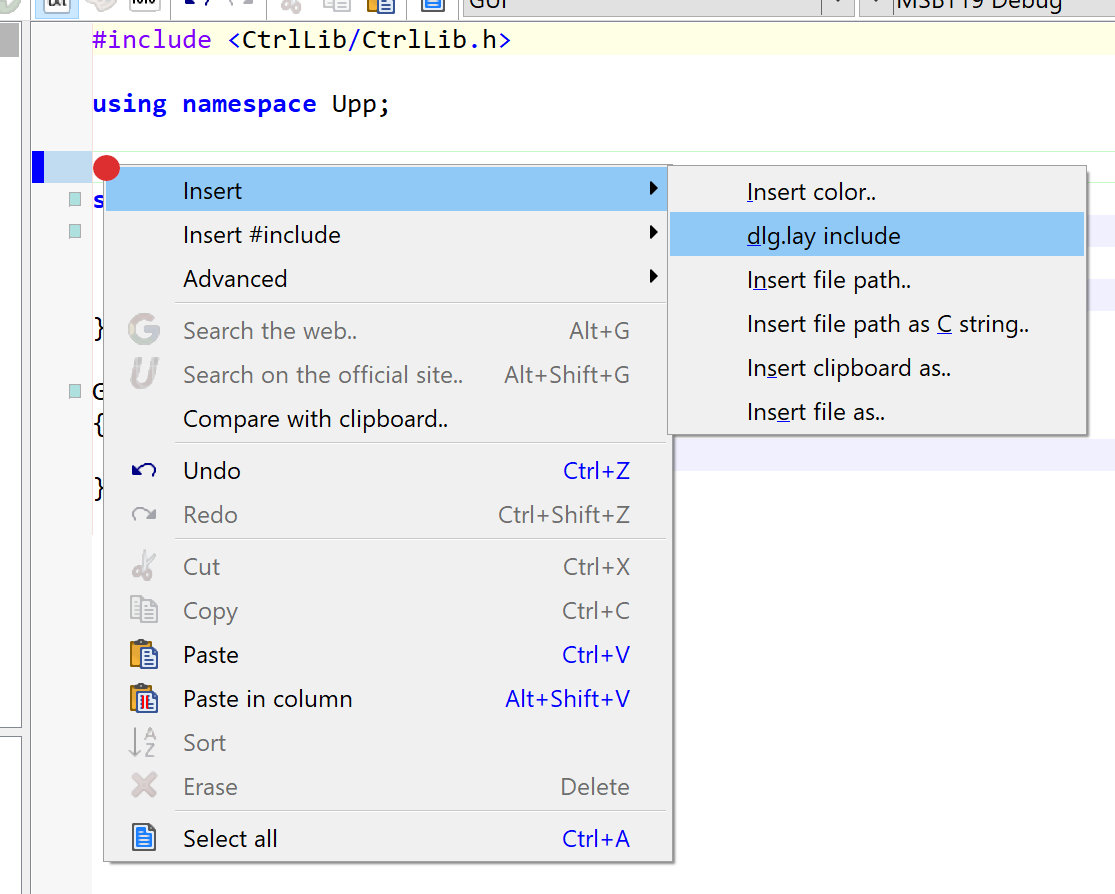 TXT
GUI
MSBT19 Debug
#include <CtrlLib/CtrlLib.h>
using namespace Upp;
s
}
G
{
}
Insert
Insert #include
Advanced
Search the web.. Alt+G
Search on the official site.. Alt+Shift+G
Compare with clipboard..
Undo Ctrl+Z
Redo Ctrl+Shift+Z
Cut Ctrl+X
Copy Ctrl+C
Paste Ctrl+V
Paste in column Alt+Shift+V
Sort
Erase Delete
Select all Ctrl+A
Insert color..
dlg.lay include
Insert file path..
Insert file path as C string..
Insert clipboard as..
Insert file as..